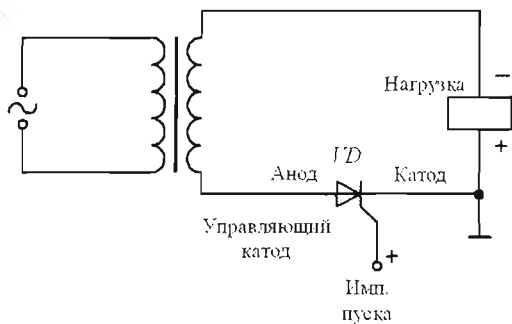 Нагрузка
−
+
VD
Анод
Катод
Управляющий
катод
+
Имп.
пуска